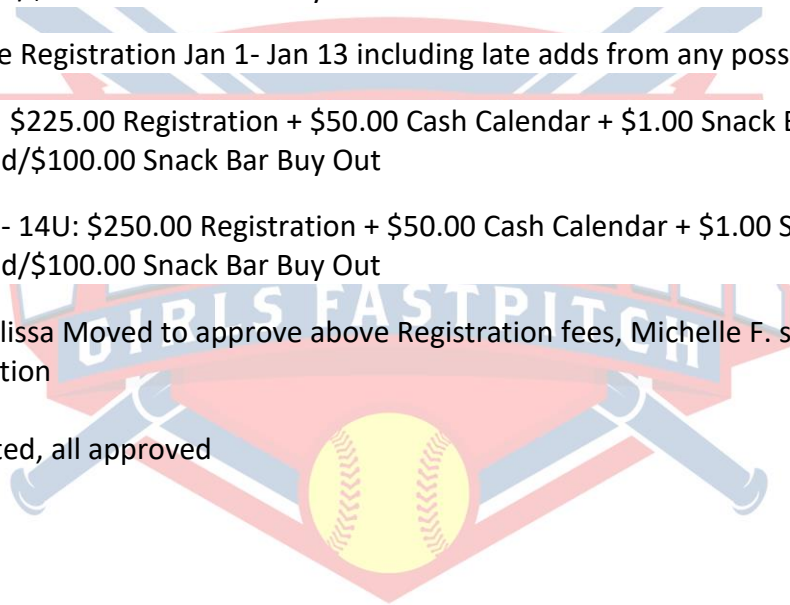 e Registration Jan 1- Jan 13 including late adds from any poss
$225.00 Registration + $50.00 Cash Calendar + $1.00 Snack B
d/$100.00 Snack Bar Buy Out
- 14U: $250.00 Registration + $50.00 Cash Calendar + $1.00 S
d/$100.00 Snack Bar Buy Out
GIRLS FASTPITCH
lissa Moved to approve above Registration fees, Michelle F. s
tion
ted, all approved